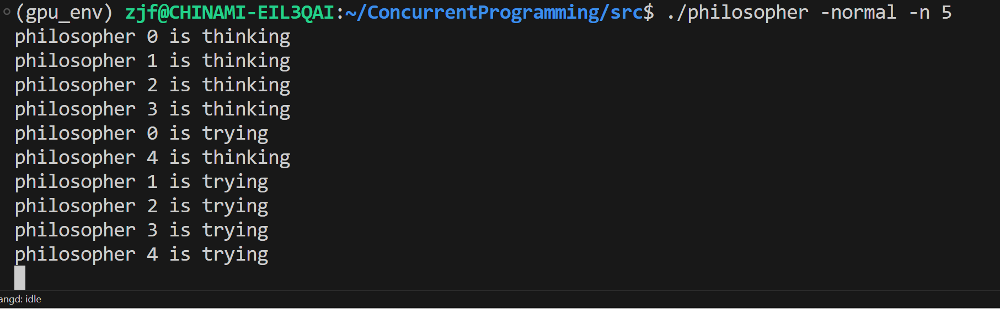 (gpu_env) zjf@CHINAMI-EIL3QAI:~/ConcurrentProgramming/src$ ./philosopher -normal -n 5
philosopher 0 is thinking
philosopher 1 is thinking
philosopher 2 is thinking
philosopher 3 is thinking
philosopher 0 is trying
philosopher 4 is thinking
philosopher 1 is trying
philosopher 2 is trying
philosopher 3 is trying
philosopher 4 is trying
angd: idle